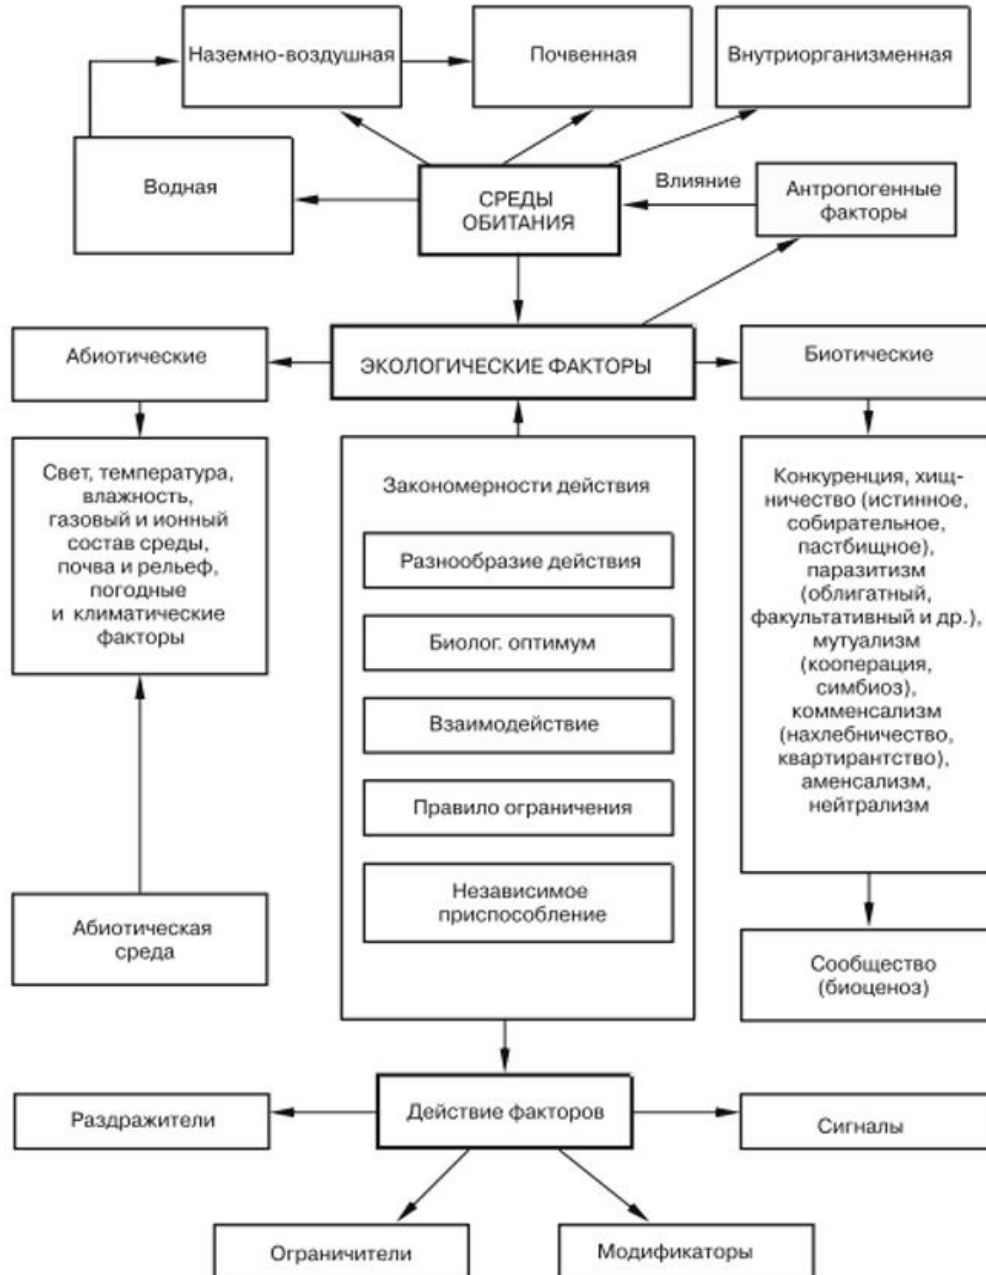 Наземно-воздушная
Почвенная
Внутриорганизменная
Водная
СРЕДЫ
ОБИТАНИЯ
Влияние
Антропогенные
факторы
Абиотические
ЭКОЛОГИЧЕСКИЕ ФАКТОРЫ
Биотические
Свет, температура,
влажность,
газовый и ионный
состав среды,
почва и рельеф,
погодные
и климатические
факторы
Закономерности действия
Разнообразие действия
Биолог. оптимум
Взаимодействие
Правило ограничения
Независимое
приспособление
Конкуренция, хищ-
ничество (истинное,
собирательное,
пастбищное),
паразитизм
(облигатный,
факультативный и др.),
мутуализм
(кооперация,
симбиоз),
комменсализм
(нахлебничество,
квартирантство),
аменсализм,
нейтрализм
Абиотическая
среда
Сообщество
(биоценоз)
Раздражители
Действие факторов
Сигналы
Ограничители
Модификаторы